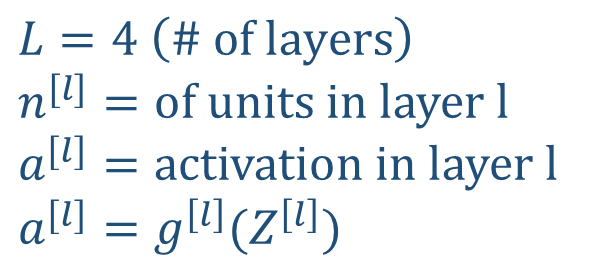 L = 4 (# of layers)
n^[l] = of units in layer l
a^[l] = activation in layer l
a^[l] = g^[l](Z^[l])